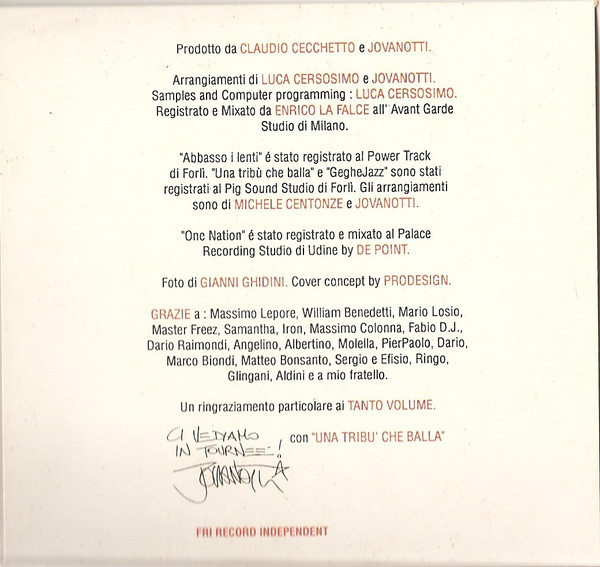 Prodotto da CLAUDIO CECCHETTO e JOVANOTTI.
Arrangiamenti di LUCA CERSOSIMO e JOVANOTTI.
Samples and Computer programming : LUCA CERSOSIMO.
Registrato e Mixato da ENRICO LA FALCE all' Avant Garde
Studio di Milano.
"Abbasso i lenti" é stato registrato al Power Track
di Forlì. "Una tribù che balla" e "GegheJazz" sono stati
registrati al Pig Sound Studio di Forlì. Gli arrangiamenti
sono di MICHELE CENTONZE e JOVANOTTI.
"One Nation" é stato registrato e mixato al Palace
Recording Studio di Udine by DE POINT.
Foto di GIANNI GHIDINI. Cover concept by PRODESIGN.
GRAZIE a : Massimo Lepore, William Benedetti, Mario Losio,
Master Freez, Samantha, Iron, Massimo Colonna, Fabio D.J.,
Dario Raimondi, Angelino, Albertino, Molella, PierPaolo, Dario,
Marco Biondi, Matteo Bonsanto, Sergio e Efisio, Ringo,
Glingani, Aldini e a mio fratello.
Un ringraziamento particolare ai TANTO VOLUME.
CI VEDIAMO
IN TOURNEE! con "UNA TRIBU' CHE BALLA"
JOVANOTTI
FRI RECORD INDEPENDENT